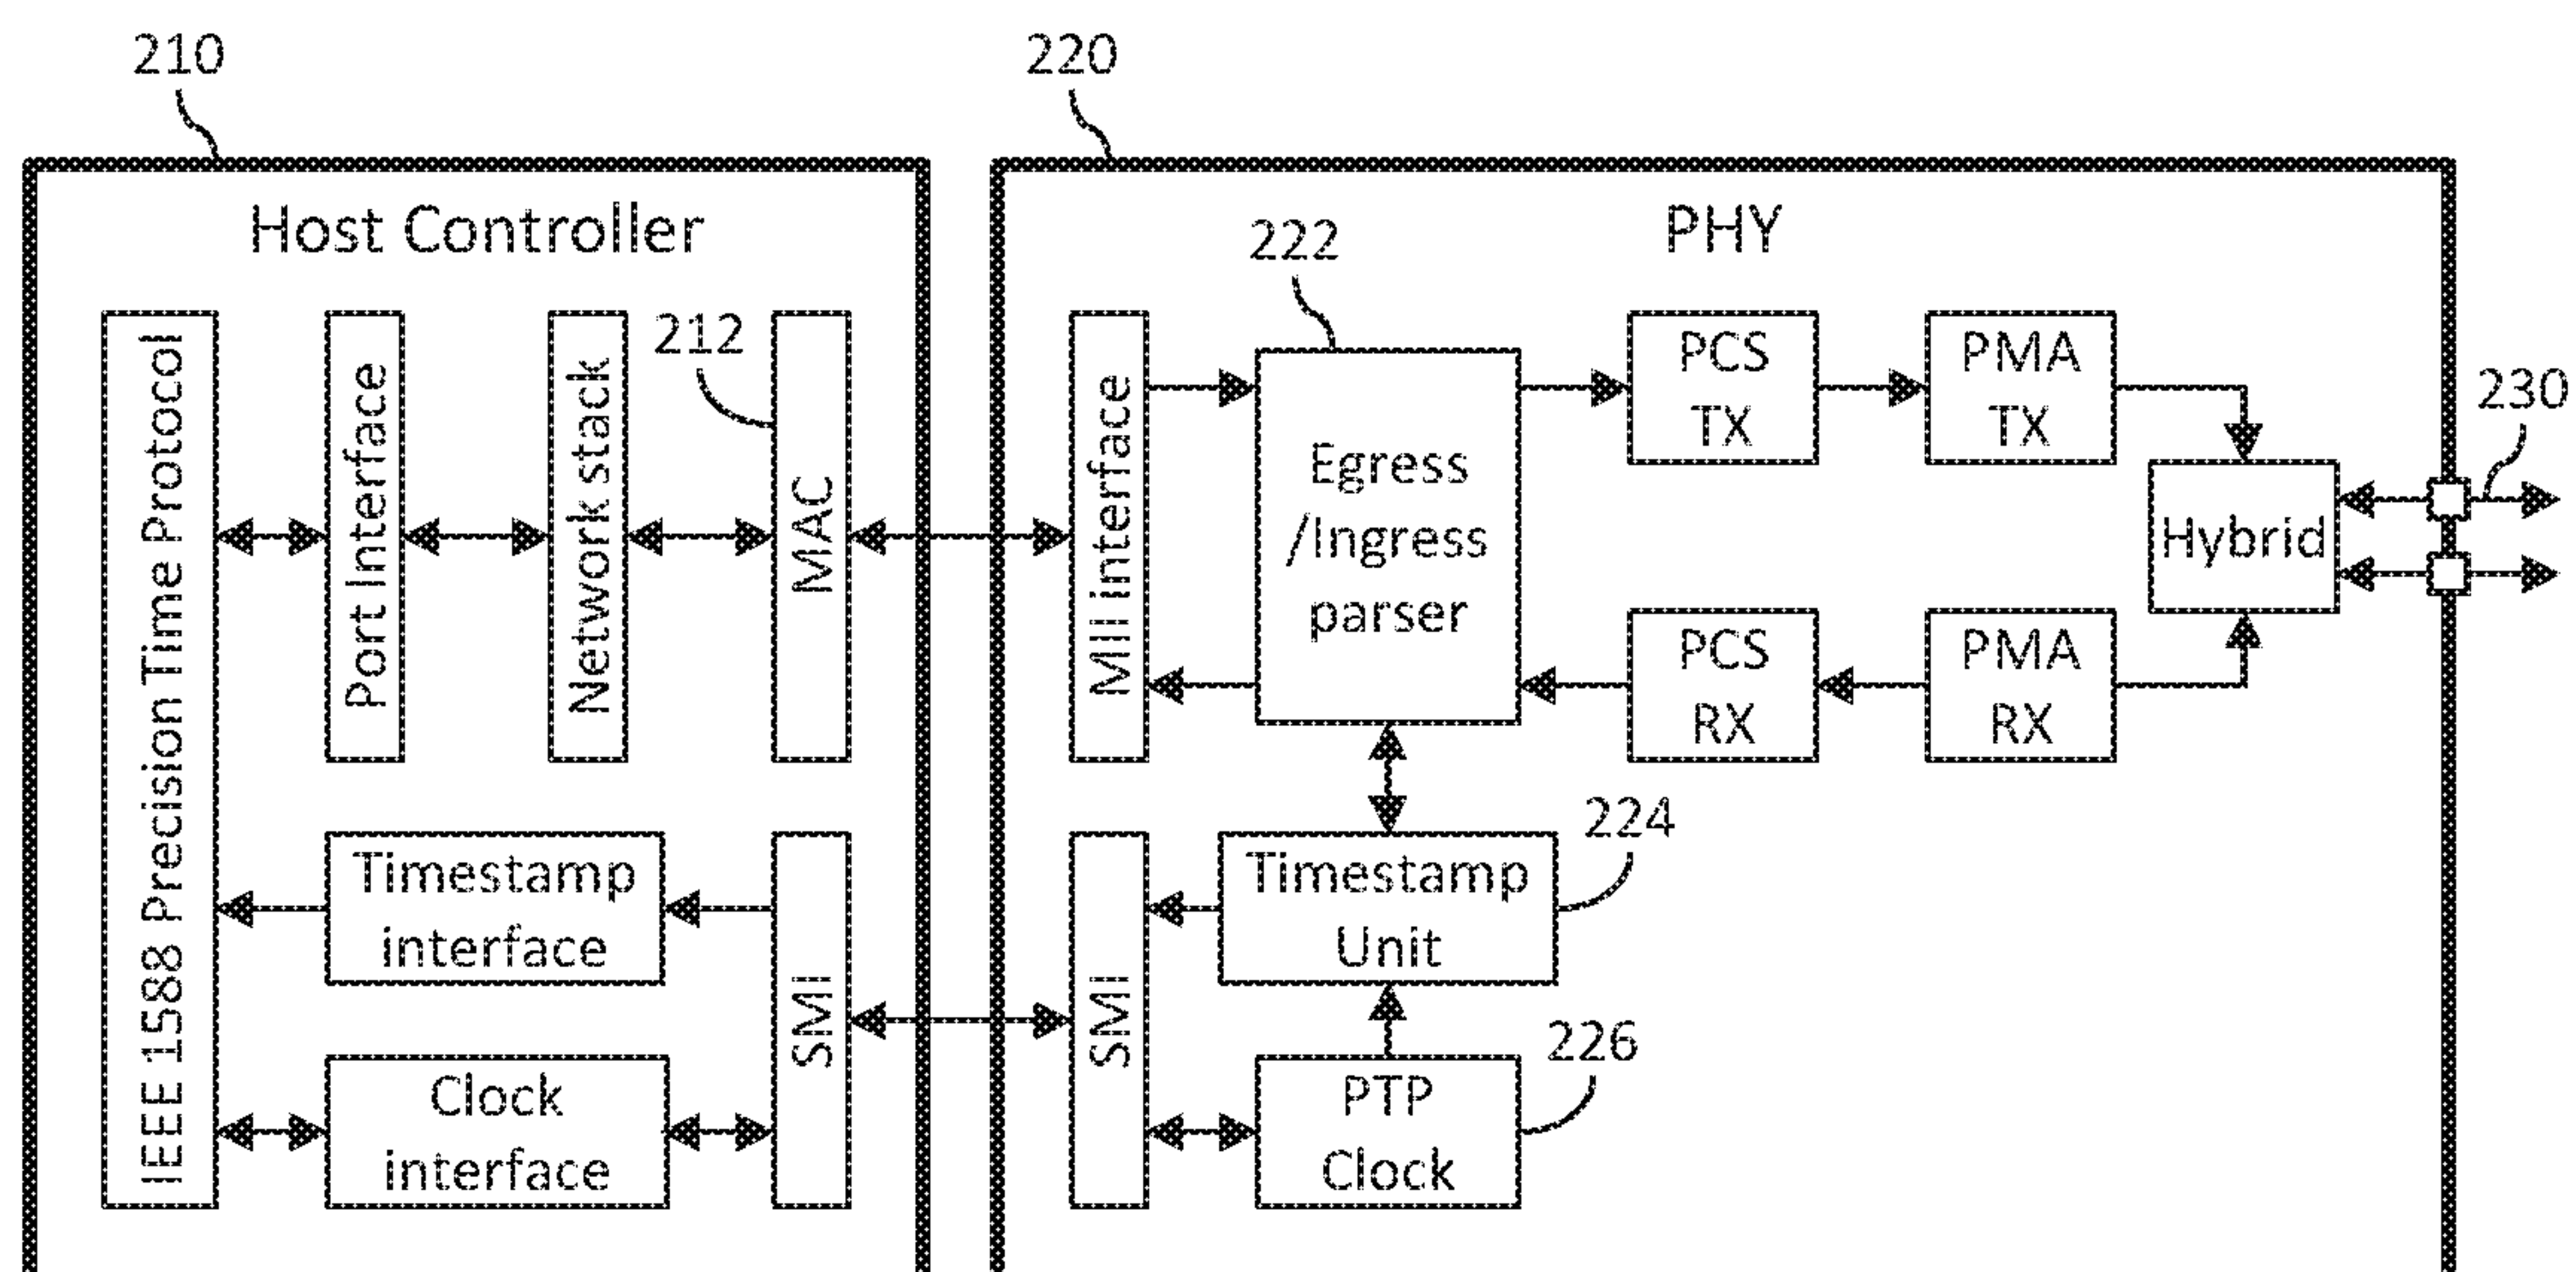 210
220
Host Controller
PHY
IEEE 1588 Precision Time Protocol
Port Interface
Network stack
212
MAC
MII interface
222
Egress
/Ingress
parser
PCS
TX
PMA
TX
230
Hybrid
PCS
RX
PMA
RX
Timestamp
interface
SMI
SMI
Timestamp
Unit
224
Clock
interface
PTP
Clock
226